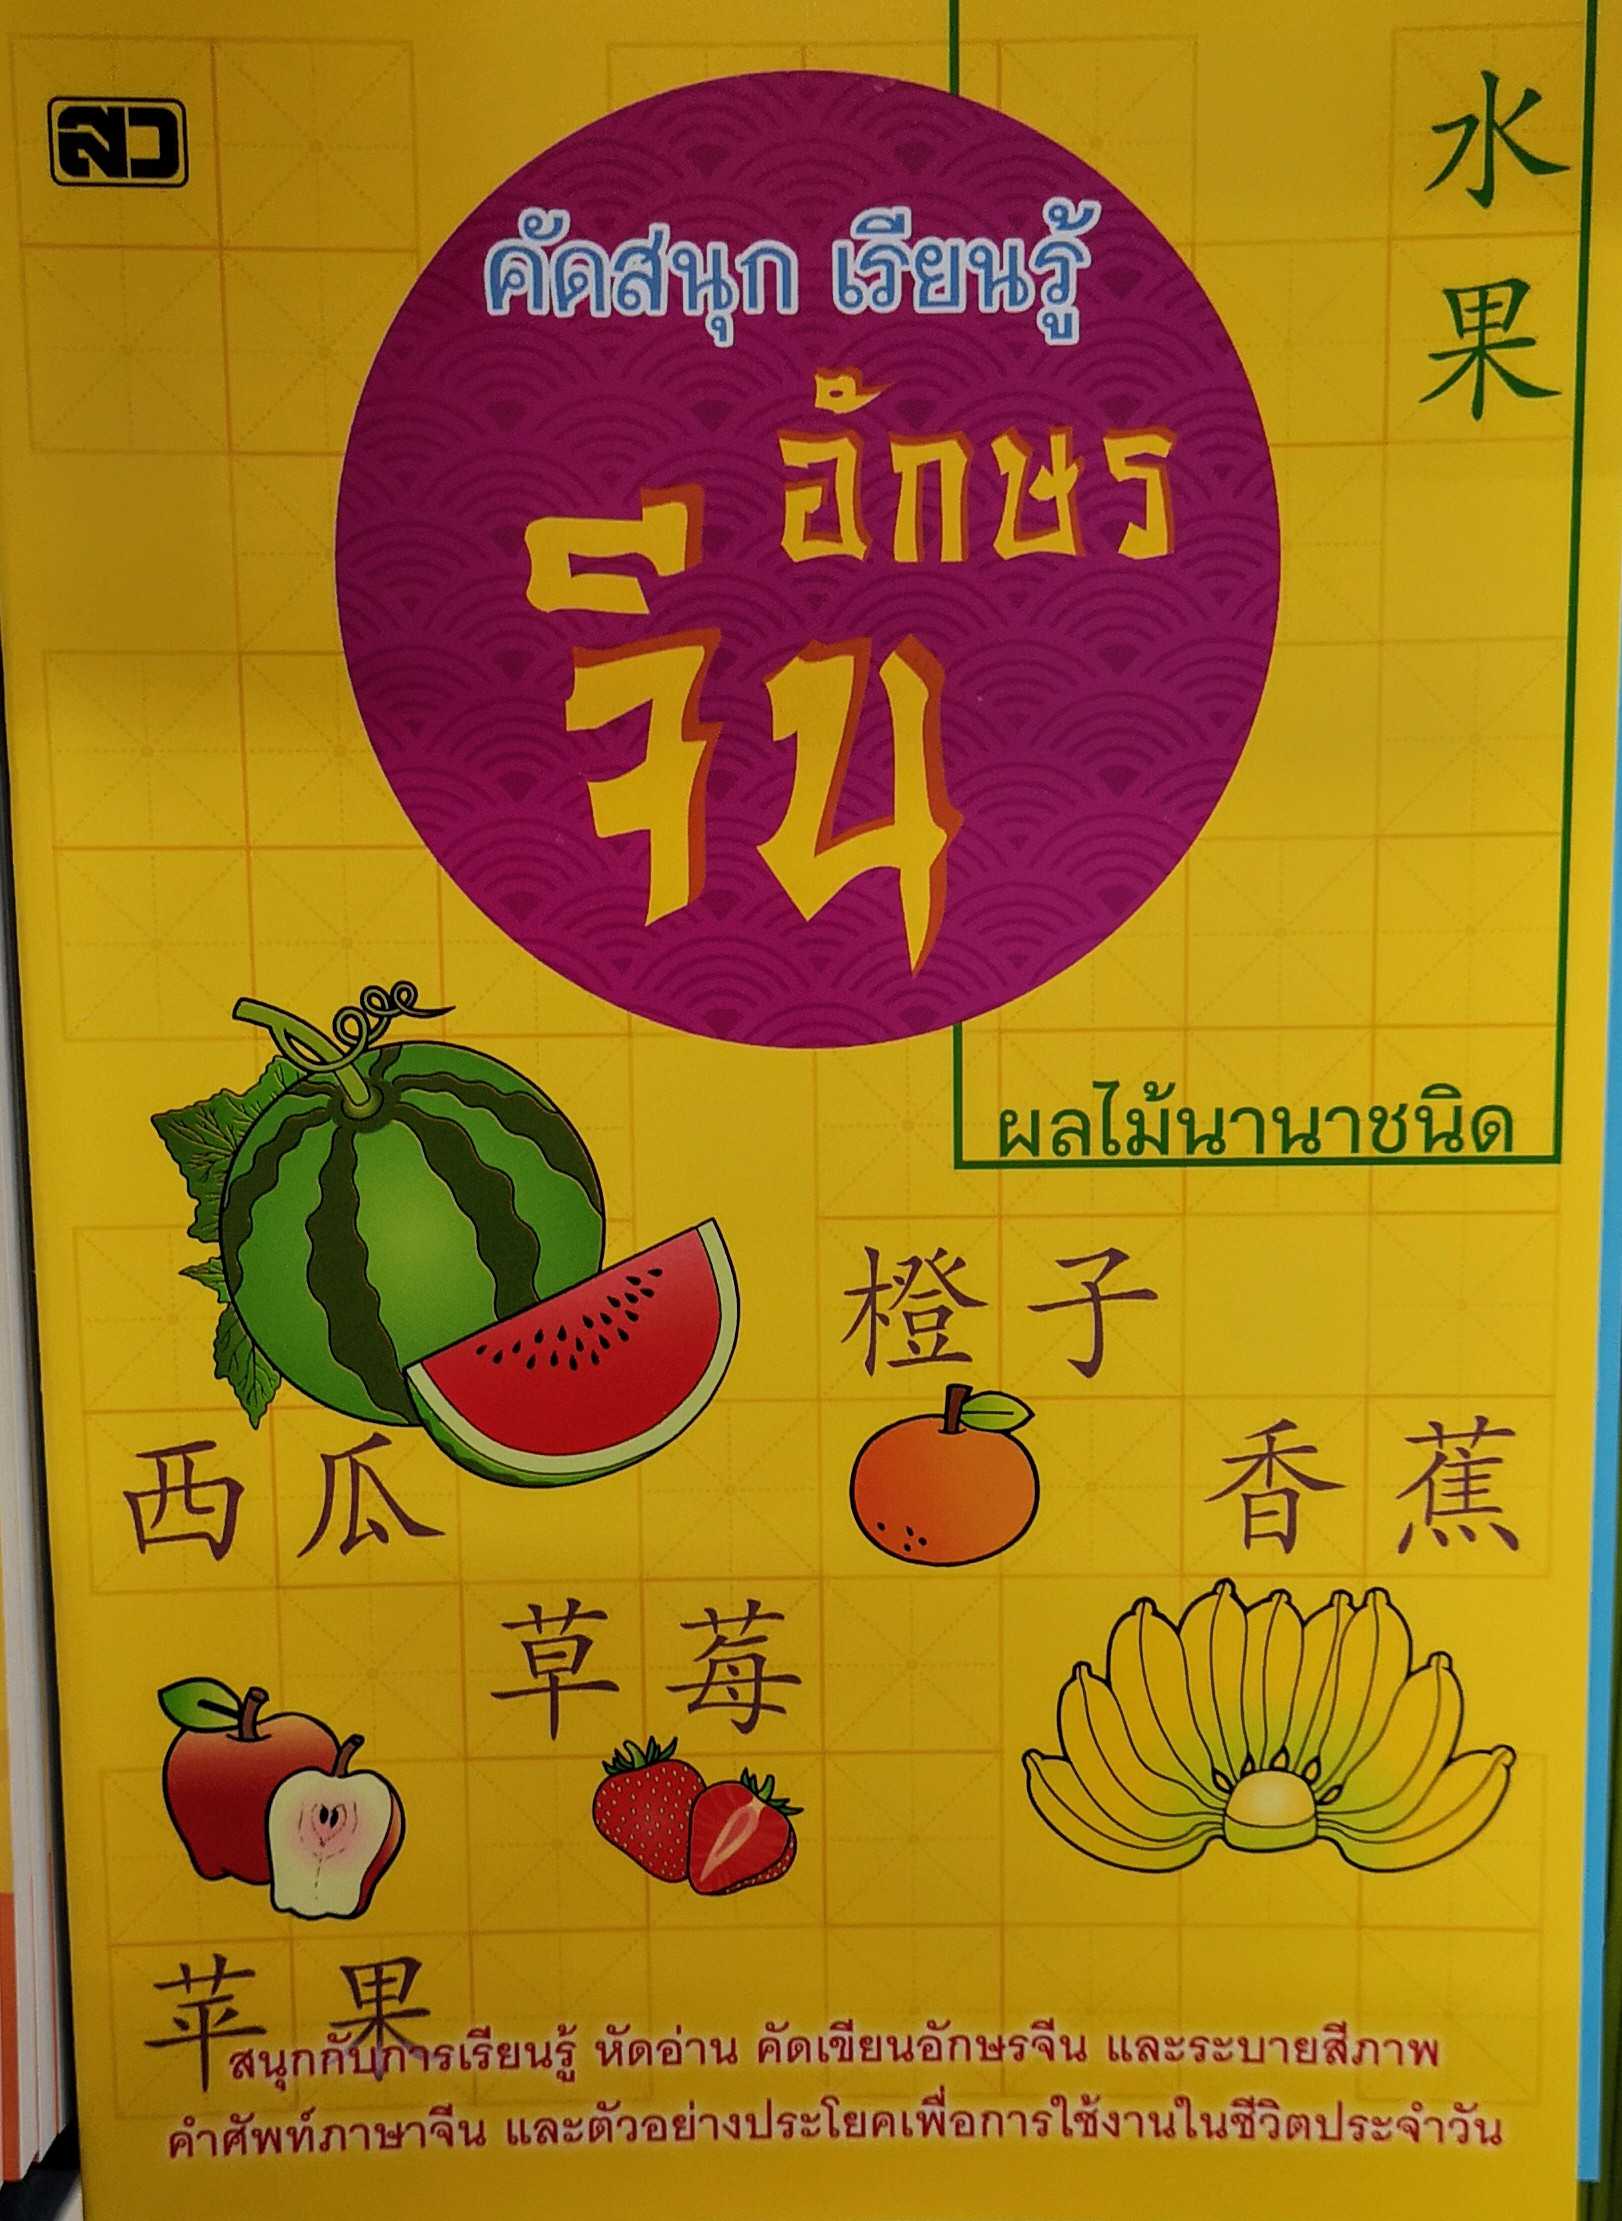 สว
水
果
คัดสนุก เรียนรู้
อักษร
จีน
ผลไม้นานาชนิด
橙子
西瓜
香蕉
草莓
苹果
สนุกกับการเรียนรู้ หัดอ่าน คัดเขียนอักษรจีน และระบายสีภาพ
คำศัพท์ภาษาจีน และตัวอย่างประโยคเพื่อการใช้งานในชีวิตประจำวัน